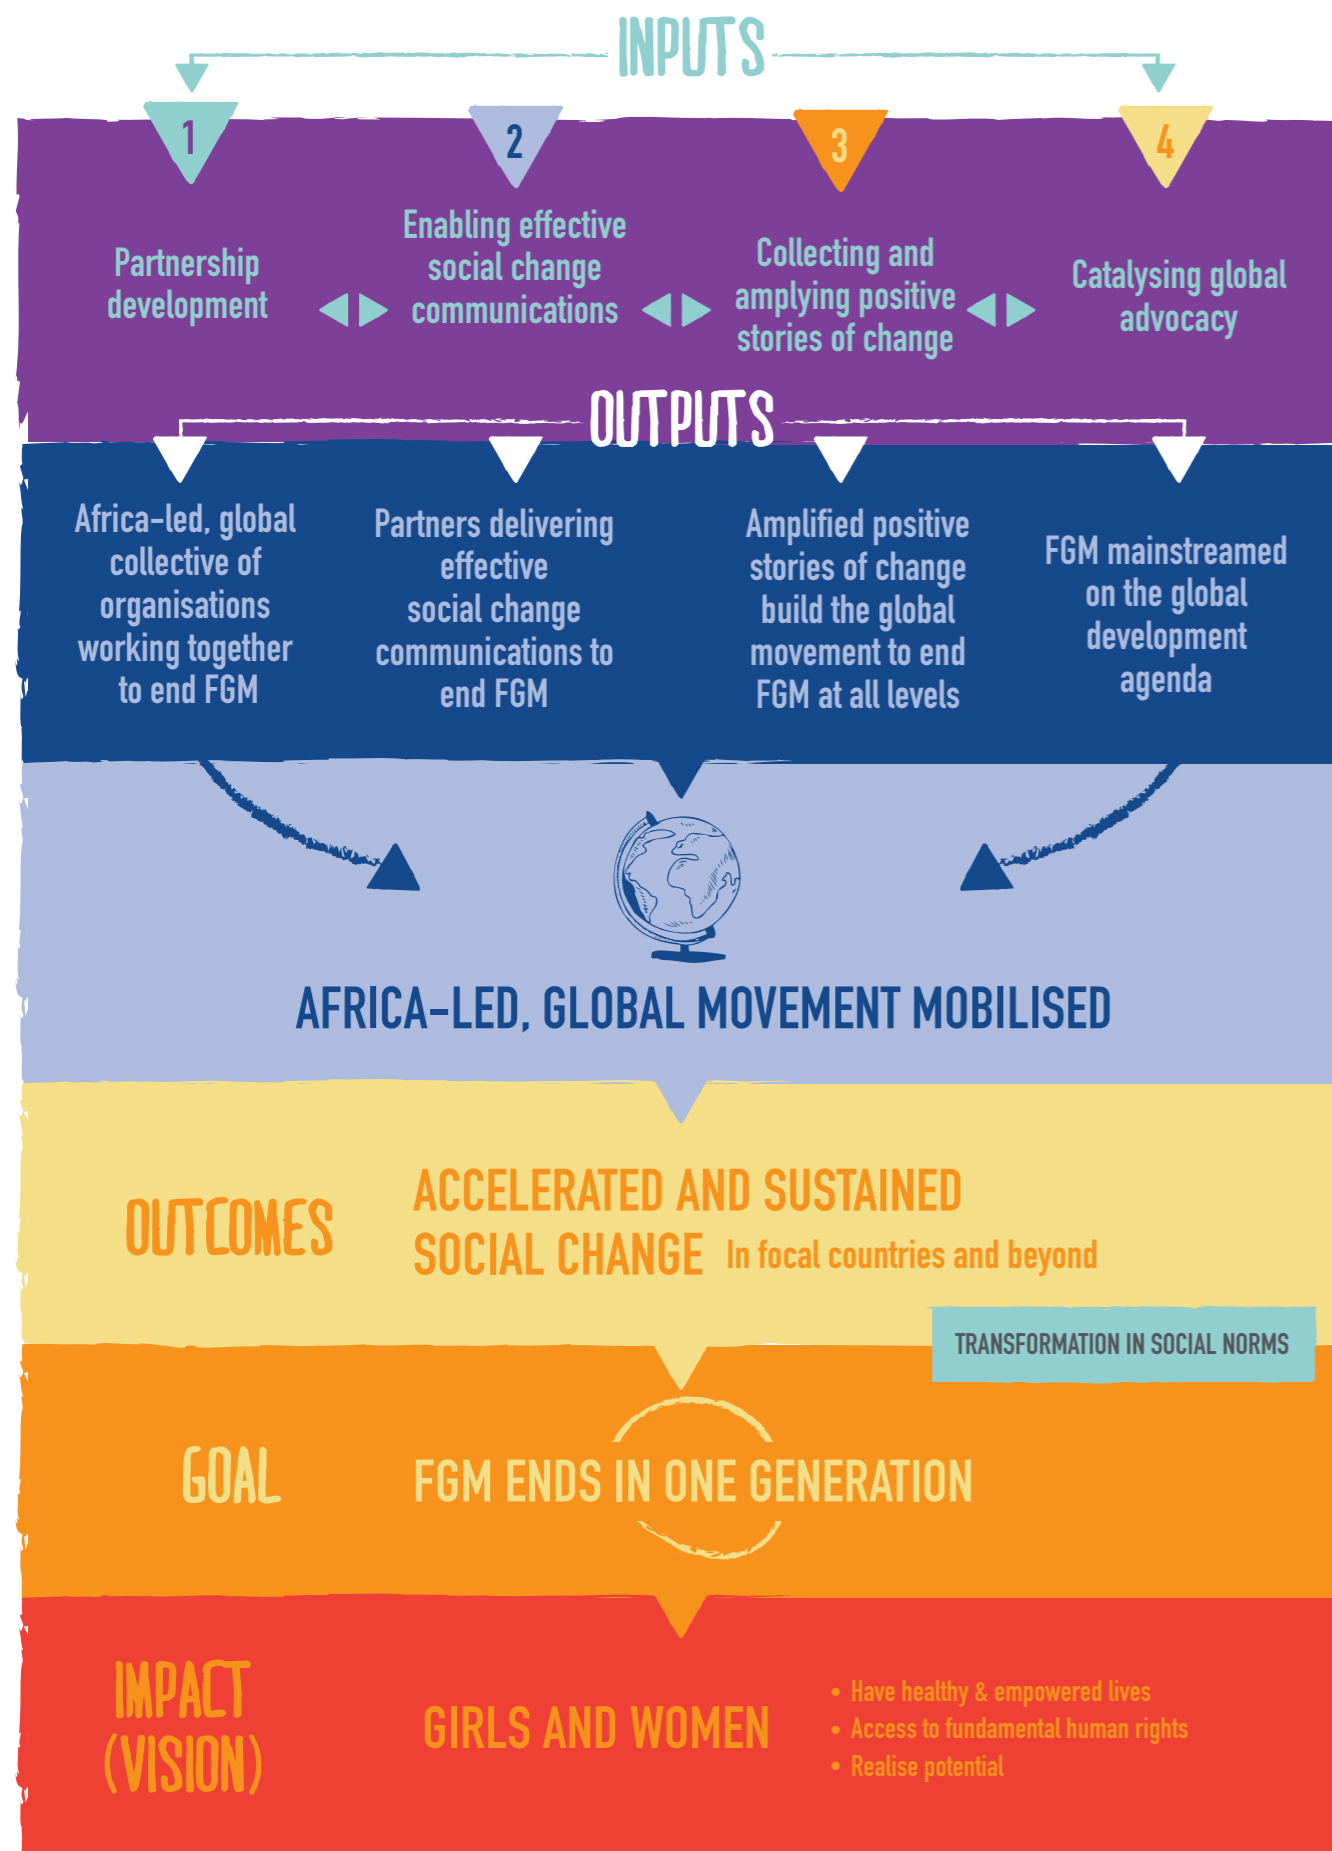 INPUTS
1
2
3
4
Partnership
development
Enabling effective
social change
communications
Collecting and
amplying positive
stories of change
Catalysing global
advocacy
OUTPUTS
Africa-led, global
collective of
organisations
working together
to end FGM
Partners delivering
effective
social change
communications to
end FGM
Amplified positive
stories of change
build the global
movement to end
FGM at all levels
FGM mainstreamed
on the global
development
agenda
AFRICA-LED, GLOBAL MOVEMENT MOBILISED
OUTCOMES
ACCELERATED AND SUSTAINED
SOCIAL CHANGE In focal countries and beyond
TRANSFORMATION IN SOCIAL NORMS
GOAL
FGM ENDS IN ONE GENERATION
IMPACT
(VISION)
GIRLS AND WOMEN
• Have healthy & empowered lives
• Access to fundamental human rights
• Realise potential